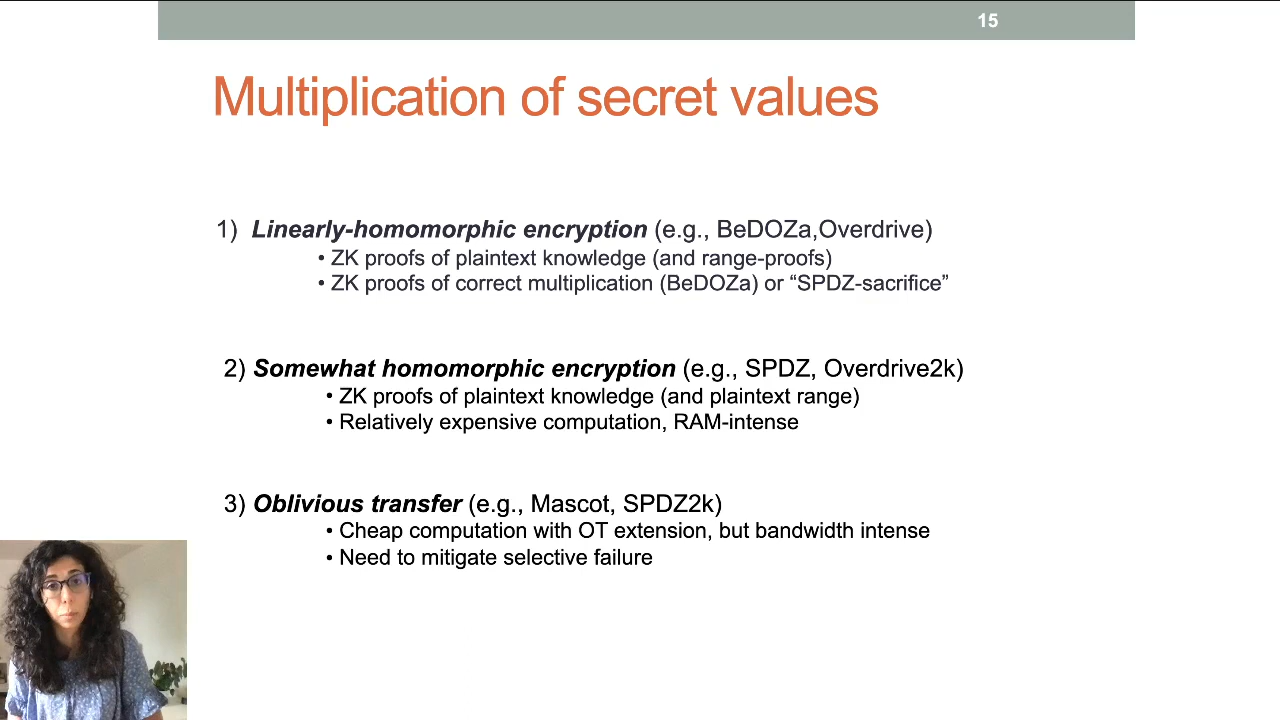 15
Multiplication of secret values
1) Linearly-homomorphic encryption (e.g., BeDOZa,Overdrive)
• ZK proofs of plaintext knowledge (and range-proofs)
• ZK proofs of correct multiplication (BeDOZa) or “SPDZ-sacrifice”
2) Somewhat homomorphic encryption (e.g., SPDZ, Overdrive2k)
• ZK proofs of plaintext knowledge (and plaintext range)
• Relatively expensive computation, RAM-intense
3) Oblivious transfer (e.g., Mascot, SPDZ2k)
• Cheap computation with OT extension, but bandwidth intense
• Need to mitigate selective failure